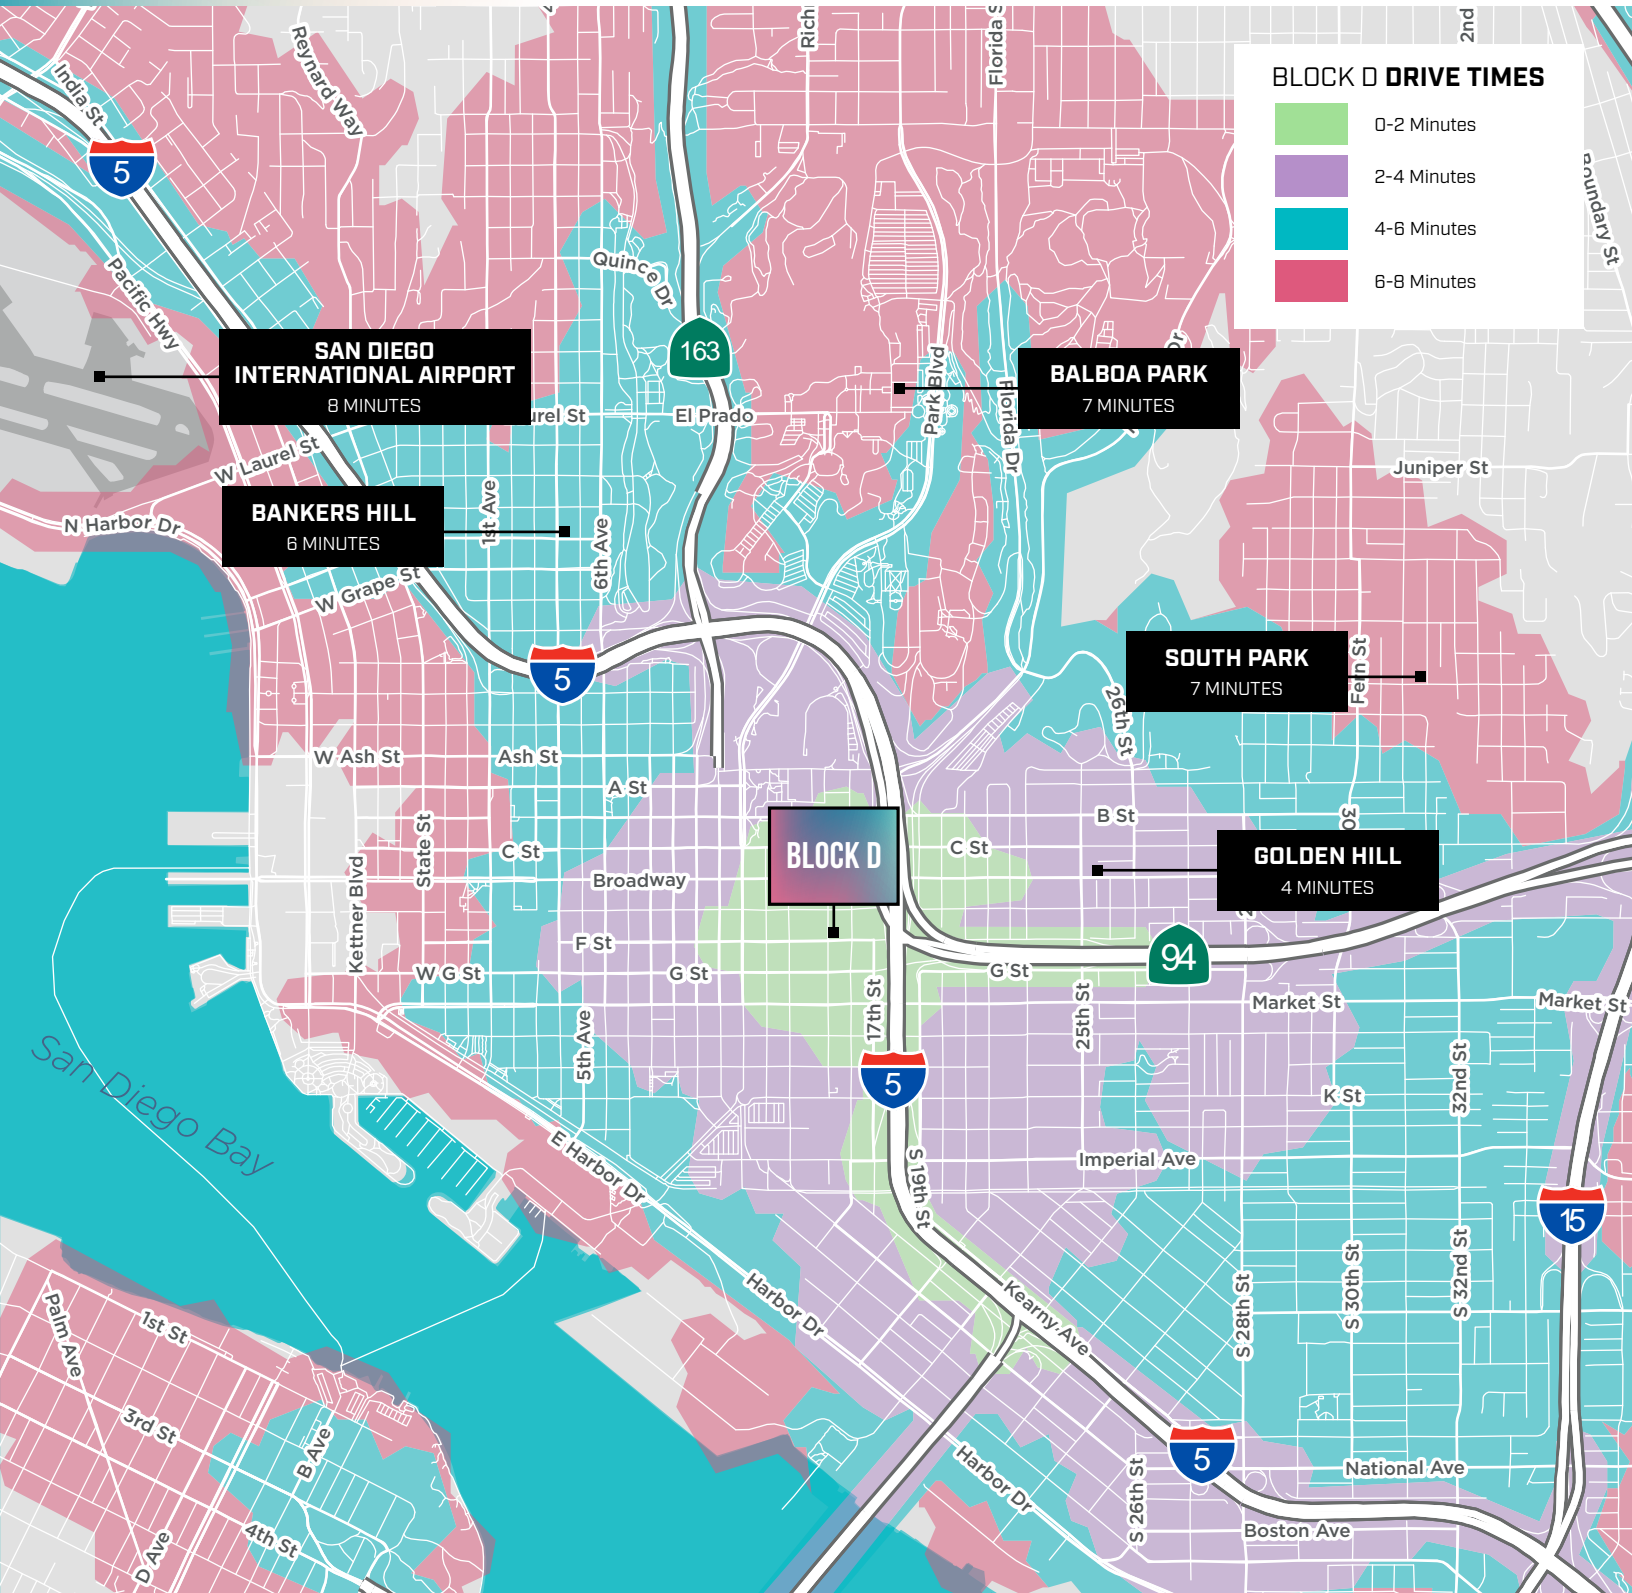 BLOCK D DRIVE TIMES
0-2 Minutes
2-4 Minutes
4-6 Minutes
6-8 Minutes
Reynard Way
Florida S
2nd
India St
5
Boundary St
Quince Dr
Pacific Hwy
163
SAN DIEGO
INTERNATIONAL AIRPORT
8 MINUTES
BALBOA PARK
7 MINUTES
Park Blvd
Florida Dr
urel St
El Prado
W Laurel St
Juniper St
BANKERS HILL
6 MINUTES
1st Ave
6th Ave
N Harbor Dr
W Grape St
SOUTH PARK
7 MINUTES
Fern St
5
26th St
W Ash St
Ash St
A St
B St
30
State St
C St
BLOCK D
C St
GOLDEN HILL
4 MINUTES
Broadway
Kettner Blvd
F St
94
W G St
G St
G St
17th St
25th St
Market St
Market St
5th Ave
San Diego Bay
5
32nd St
K St
E Harbor Dr
Imperial Ave
S 19th St
15
Harbor Dr
Kearny Ave
S 28th St
S 30th St
S 32nd St
Palm Ave
1st St
3rd St
B Ave
5
National Ave
Harbor Dr
S 26th St
Boston Ave
4th St
D Ave